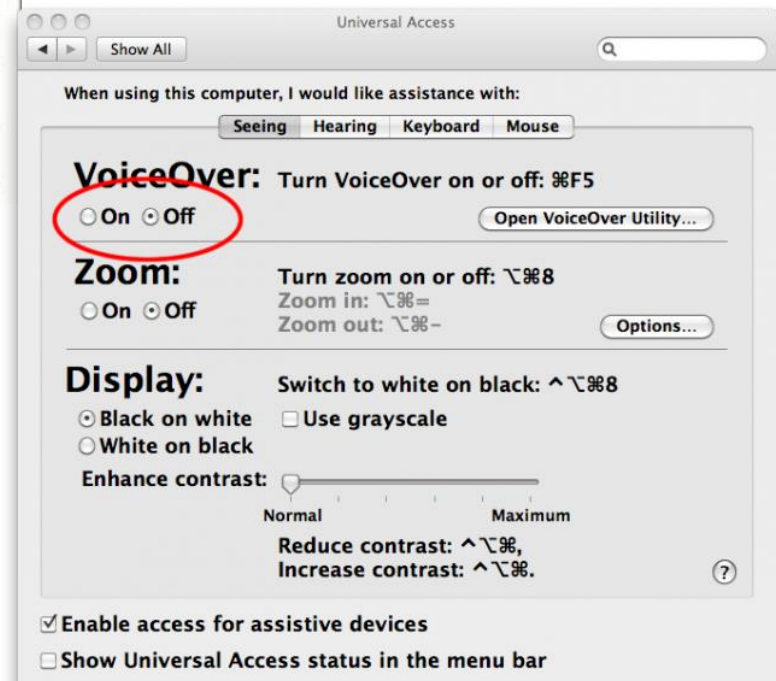 Universal Access
Show All
When using this computer, I would like assistance with:
Seeing Hearing Keyboard Mouse
VoiceOver: Turn VoiceOver on or off: ⌘F5
On Off Open VoiceOver Utility...
Zoom: Turn zoom on or off: ⌥⌘8
Zoom in: ⌥⌘=
On Off
Zoom out: ⌥⌘-
Options...
Display: Switch to white on black: ^⌥⌘8
Black on white Use grayscale
White on black
Enhance contrast:
Normal Maximum
Reduce contrast: ^⌥⌘,
Increase contrast: ^⌥⌘.
?
Enable access for assistive devices
Show Universal Access status in the menu bar